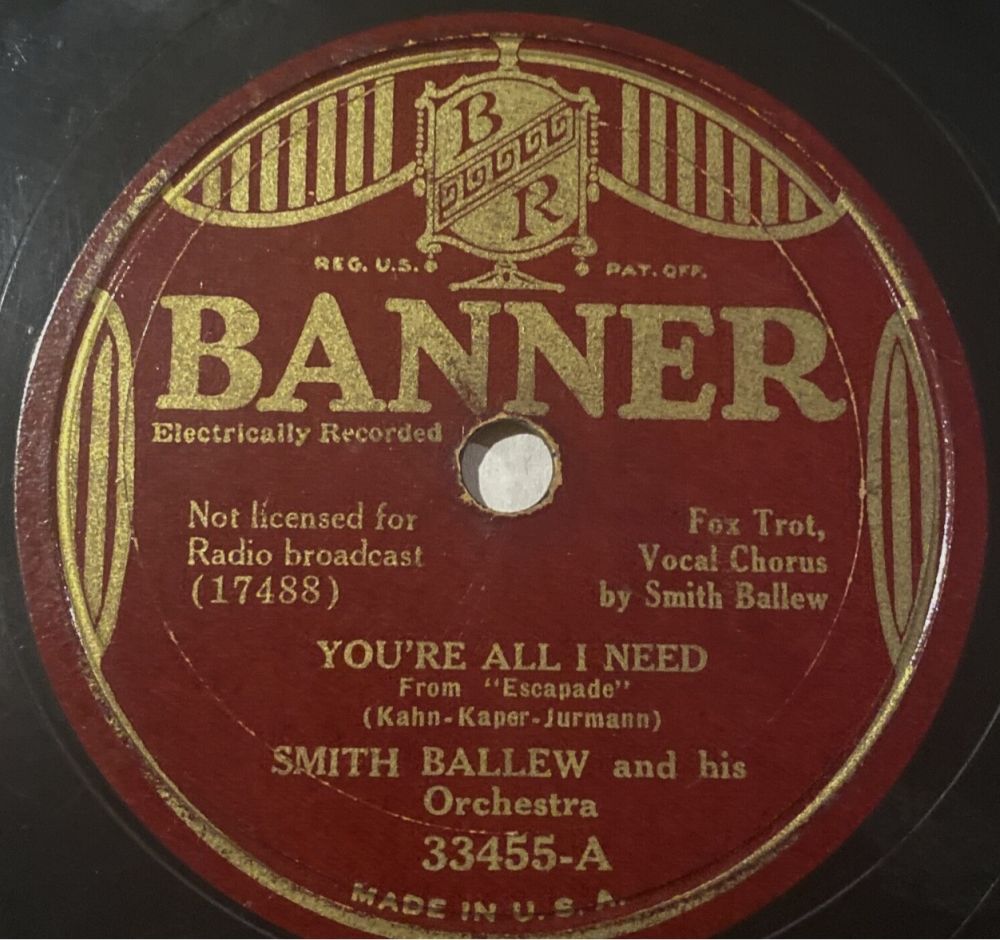 B
R
REG. U.S. PAT. OFF.
BANNER
Electrically Recorded
Not licensed for
Radio broadcast
(17488)
Fox Trot,
Vocal Chorus
by Smith Ballew
YOU'RE ALL I NEED
From "Escapade"
(Kahn-Kaper-Jurmann)
SMITH BALLEW and his
Orchestra
33455-A
MADE IN U. S. A.